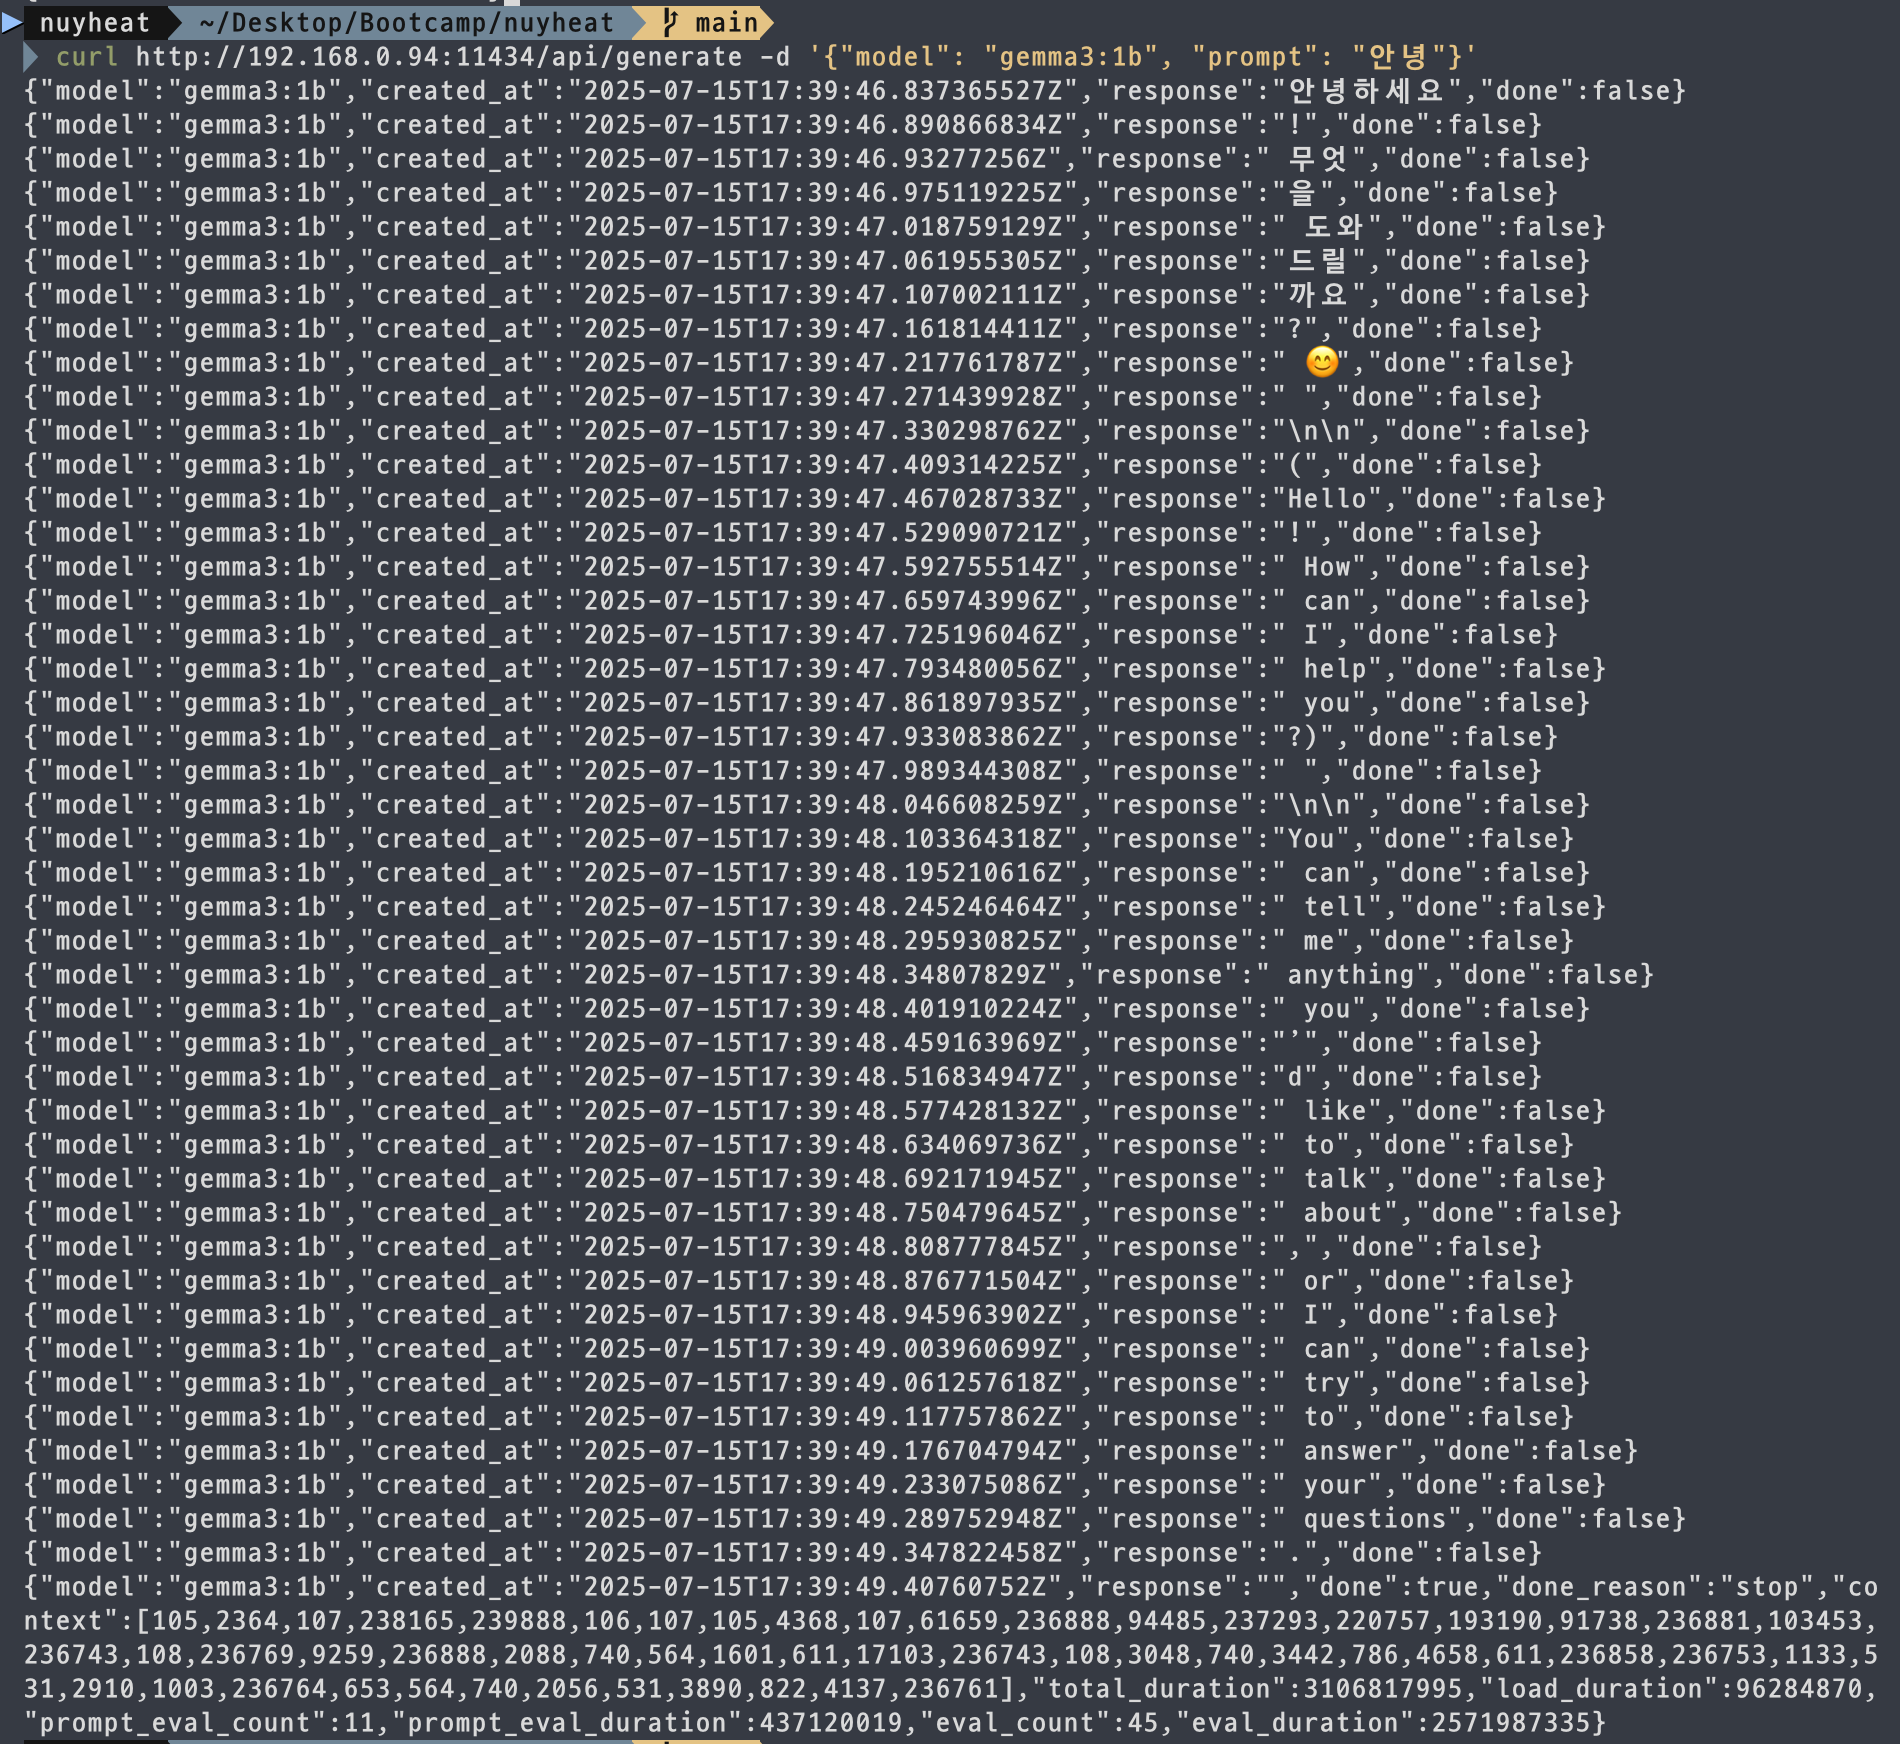 nuyheat ~/Desktop/Bootcamp/nuyheat main
curl http://192.168.0.94:11434/api/generate -d '{"model": "gemma3:1b", "prompt": "안녕"}'
{"model":"gemma3:1b","created_at":"2025-07-15T17:39:46.837365527Z","response":"안녕하세요","done":false}
{"model":"gemma3:1b","created_at":"2025-07-15T17:39:46.890866834Z","response":"!","done":false}
{"model":"gemma3:1b","created_at":"2025-07-15T17:39:46.93277256Z","response":" 무엇","done":false}
{"model":"gemma3:1b","created_at":"2025-07-15T17:39:46.975119225Z","response":"을","done":false}
{"model":"gemma3:1b","created_at":"2025-07-15T17:39:47.018759129Z","response":" 도와","done":false}
{"model":"gemma3:1b","created_at":"2025-07-15T17:39:47.061955305Z","response":"드릴","done":false}
{"model":"gemma3:1b","created_at":"2025-07-15T17:39:47.107002111Z","response":"까요","done":false}
{"model":"gemma3:1b","created_at":"2025-07-15T17:39:47.161814411Z","response":"?","done":false}
{"model":"gemma3:1b","created_at":"2025-07-15T17:39:47.217761787Z","response":" 😊","done":false}
{"model":"gemma3:1b","created_at":"2025-07-15T17:39:47.271439928Z","response":" ","done":false}
{"model":"gemma3:1b","created_at":"2025-07-15T17:39:47.330298762Z","response":"\n\n","done":false}
{"model":"gemma3:1b","created_at":"2025-07-15T17:39:47.409314225Z","response":"(","done":false}
{"model":"gemma3:1b","created_at":"2025-07-15T17:39:47.467028733Z","response":"Hello","done":false}
{"model":"gemma3:1b","created_at":"2025-07-15T17:39:47.529090721Z","response":"!","done":false}
{"model":"gemma3:1b","created_at":"2025-07-15T17:39:47.592755514Z","response":" How","done":false}
{"model":"gemma3:1b","created_at":"2025-07-15T17:39:47.659743996Z","response":" can","done":false}
{"model":"gemma3:1b","created_at":"2025-07-15T17:39:47.725196046Z","response":" I","done":false}
{"model":"gemma3:1b","created_at":"2025-07-15T17:39:47.793480056Z","response":" help","done":false}
{"model":"gemma3:1b","created_at":"2025-07-15T17:39:47.861897935Z","response":" you","done":false}
{"model":"gemma3:1b","created_at":"2025-07-15T17:39:47.933083862Z","response":"?)","done":false}
{"model":"gemma3:1b","created_at":"2025-07-15T17:39:47.989344308Z","response":" ","done":false}
{"model":"gemma3:1b","created_at":"2025-07-15T17:39:48.046608259Z","response":"\n\n","done":false}
{"model":"gemma3:1b","created_at":"2025-07-15T17:39:48.103364318Z","response":"You","done":false}
{"model":"gemma3:1b","created_at":"2025-07-15T17:39:48.195210616Z","response":" can","done":false}
{"model":"gemma3:1b","created_at":"2025-07-15T17:39:48.245246464Z","response":" tell","done":false}
{"model":"gemma3:1b","created_at":"2025-07-15T17:39:48.295930825Z","response":" me","done":false}
{"model":"gemma3:1b","created_at":"2025-07-15T17:39:48.34807829Z","response":" anything","done":false}
{"model":"gemma3:1b","created_at":"2025-07-15T17:39:48.401910224Z","response":" you","done":false}
{"model":"gemma3:1b","created_at":"2025-07-15T17:39:48.459163969Z","response":"’","done":false}
{"model":"gemma3:1b","created_at":"2025-07-15T17:39:48.516834947Z","response":"d","done":false}
{"model":"gemma3:1b","created_at":"2025-07-15T17:39:48.577428132Z","response":" like","done":false}
{"model":"gemma3:1b","created_at":"2025-07-15T17:39:48.634069736Z","response":" to","done":false}
{"model":"gemma3:1b","created_at":"2025-07-15T17:39:48.692171945Z","response":" talk","done":false}
{"model":"gemma3:1b","created_at":"2025-07-15T17:39:48.750479645Z","response":" about","done":false}
{"model":"gemma3:1b","created_at":"2025-07-15T17:39:48.808777845Z","response":",","done":false}
{"model":"gemma3:1b","created_at":"2025-07-15T17:39:48.876771504Z","response":" or","done":false}
{"model":"gemma3:1b","created_at":"2025-07-15T17:39:48.945963902Z","response":" I","done":false}
{"model":"gemma3:1b","created_at":"2025-07-15T17:39:49.003960699Z","response":" can","done":false}
{"model":"gemma3:1b","created_at":"2025-07-15T17:39:49.061257618Z","response":" try","done":false}
{"model":"gemma3:1b","created_at":"2025-07-15T17:39:49.117757862Z","response":" to","done":false}
{"model":"gemma3:1b","created_at":"2025-07-15T17:39:49.176704794Z","response":" answer","done":false}
{"model":"gemma3:1b","created_at":"2025-07-15T17:39:49.233075086Z","response":" your","done":false}
{"model":"gemma3:1b","created_at":"2025-07-15T17:39:49.289752948Z","response":" questions","done":false}
{"model":"gemma3:1b","created_at":"2025-07-15T17:39:49.347822458Z","response":".","done":false}
{"model":"gemma3:1b","created_at":"2025-07-15T17:39:49.40760752Z","response":"","done":true,"done_reason":"stop","co
ntext":[105,2364,107,238165,239888,106,107,105,4368,107,61659,236888,94485,237293,220757,193190,91738,236881,103453,
236743,108,236769,9259,236888,2088,740,564,1601,611,17103,236743,108,3048,740,3442,786,4658,611,236858,236753,1133,5
31,2910,1003,236764,653,564,740,2056,531,3890,822,4137,236761],"total_duration":3106817995,"load_duration":96284870,
"prompt_eval_count":11,"prompt_eval_duration":437120019,"eval_count":45,"eval_duration":2571987335}